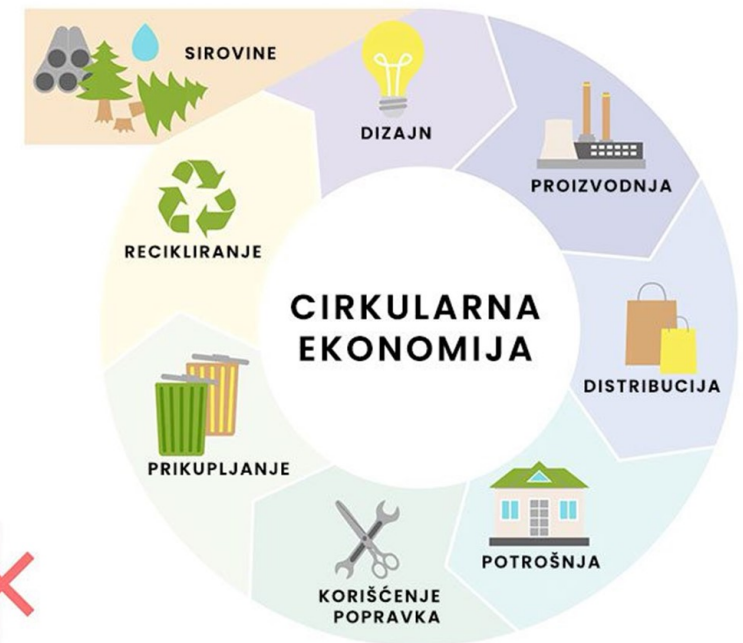 SIROVINE
DIZAJN
PROIZVODNJA
DISTRIBUCIJA
POTROŠNJA
KORIŠĆENJE
POPRAVKA
PRIKUPLJANJE
RECIKLIRANJE
CIRKULARNA
EKONOMIJA